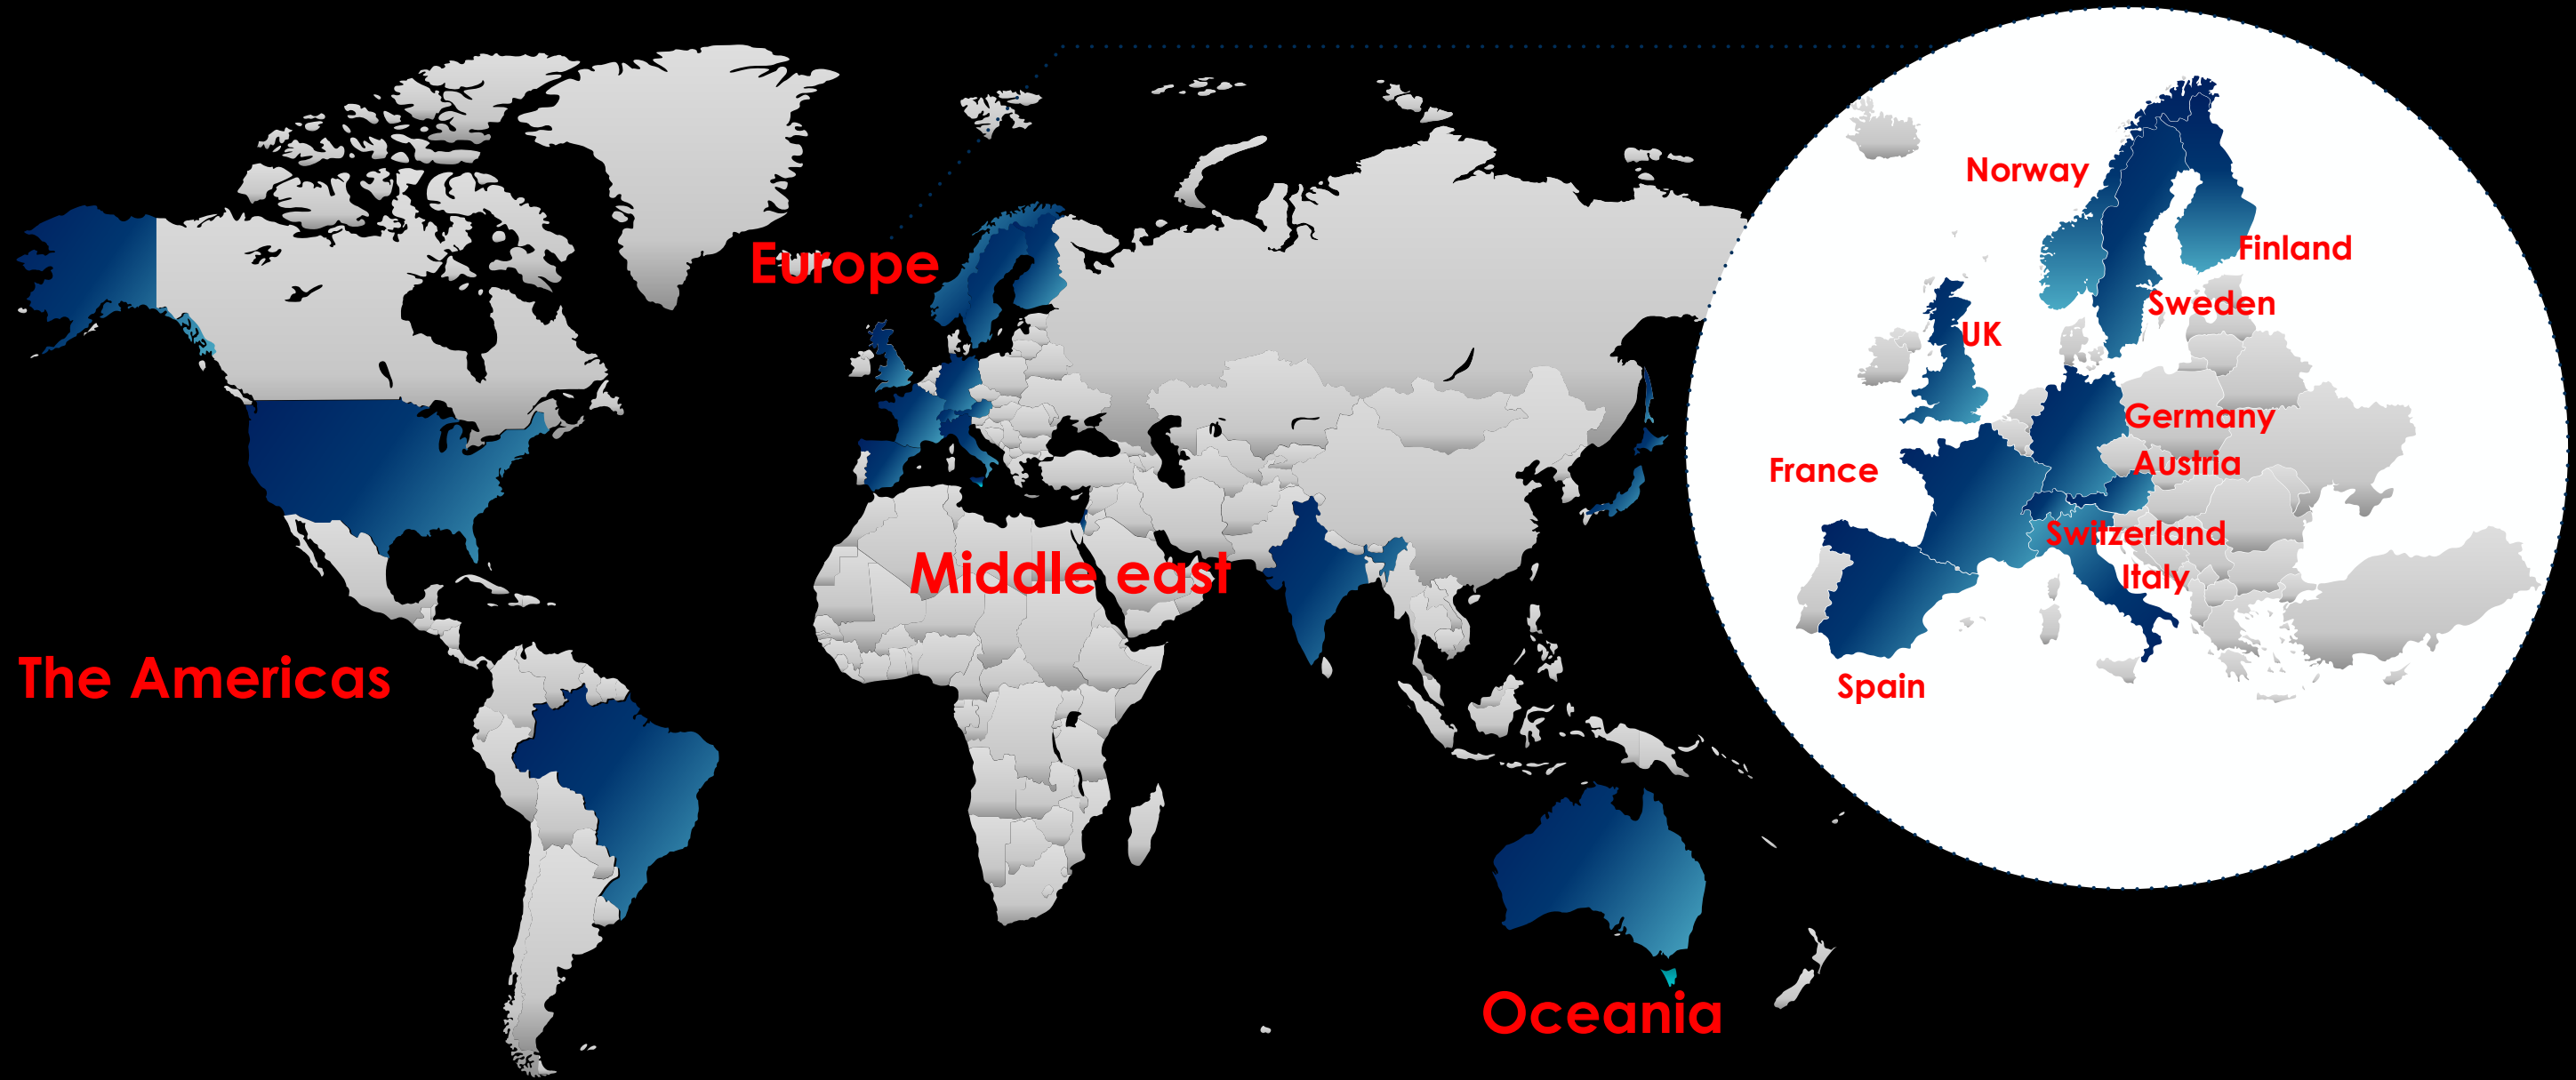 Europe
Middle east
The Americas
Oceania
Norway
Finland
Sweden
UK
Germany
Austria
France
Switzerland
Italy
Spain